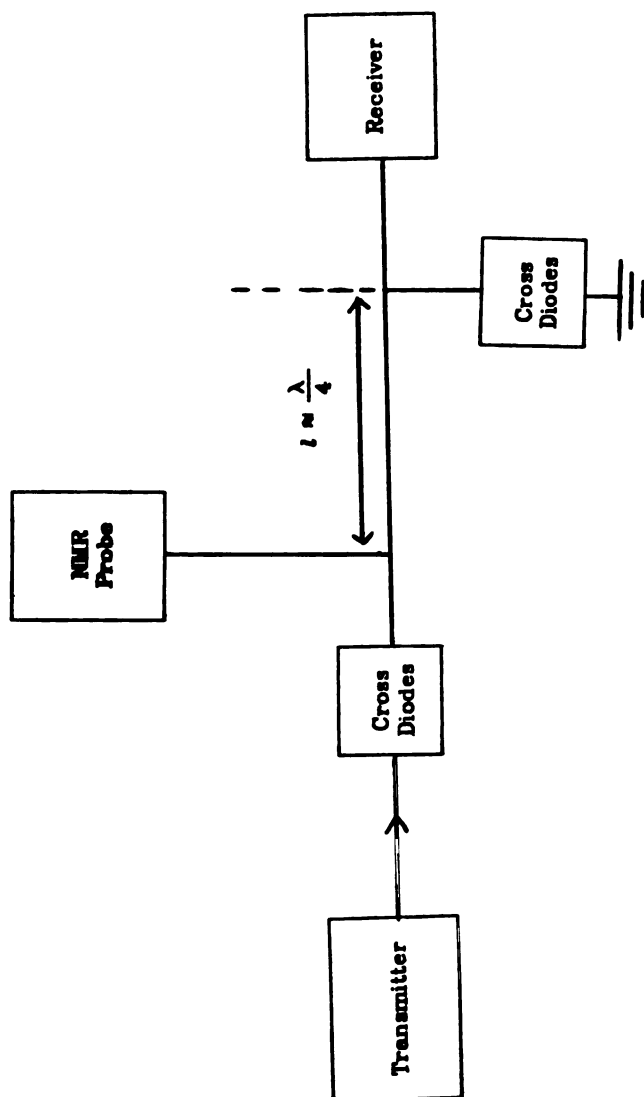 Receiver
Cross
Diodes
l ≈ λ/4
NMR
Probe
Cross
Diodes
Transmitter